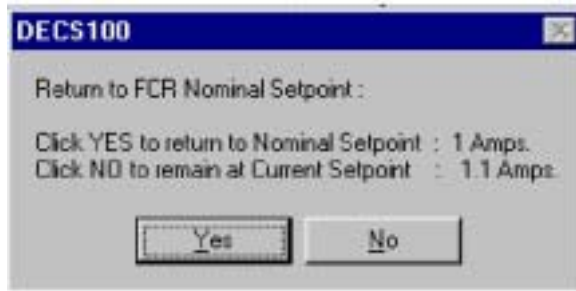 DECS100
Return to FCR Nominal Setpoint :
Click YES to return to Nominal Setpoint : 1 Amps.
Click NO to remain at Current Setpoint : 1.1 Amps.
Yes No